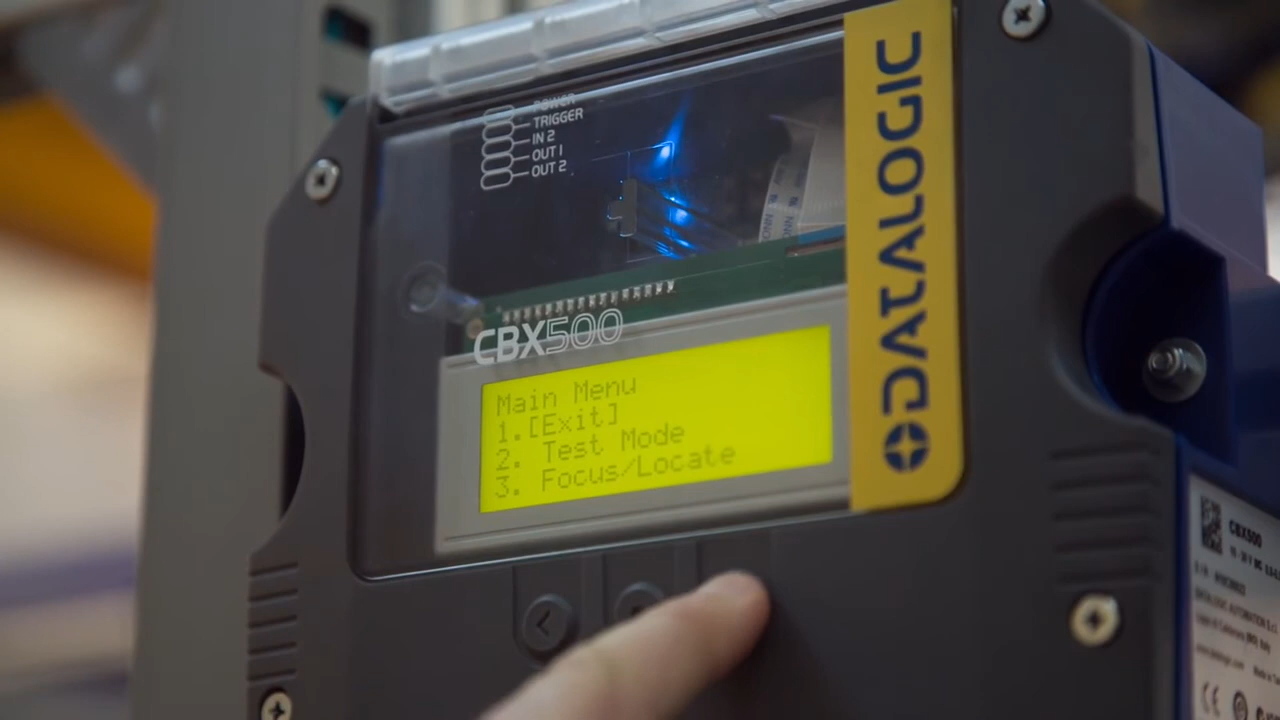 POWER
TRIGGER
IN 2
OUT 1
OUT 2
DATALOGIC
CBX500
Main Menu
1.[Exit]
2. Test Mode
3. Focus/Locate
<
CBX500